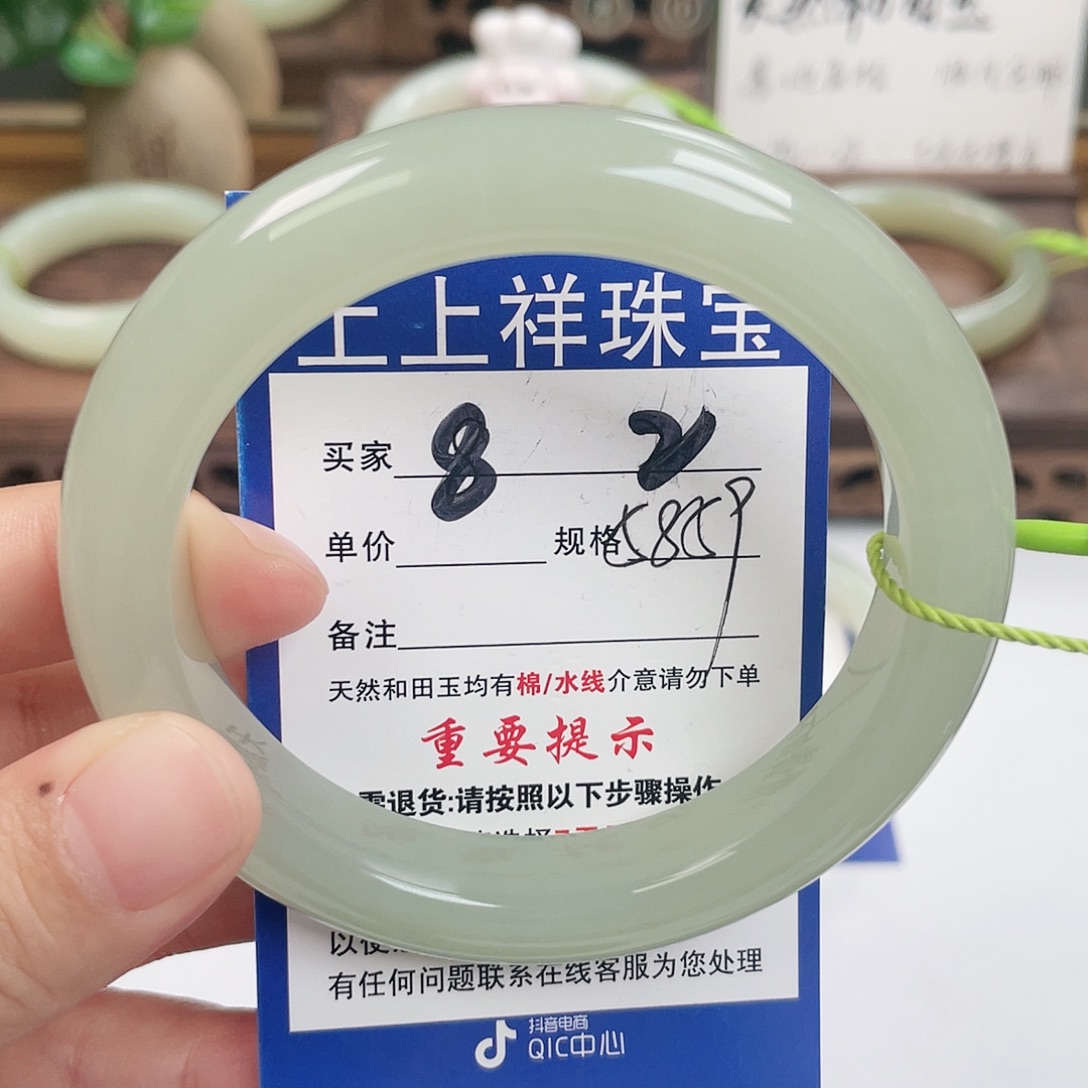 上上祥珠宝
买家 8 2
单价 规格 5859
备注
天然和田玉均有棉/水线介意请勿下单
重要提示
需退货:请按照以下步骤操作
有任何问题联系在线客服为您处理
抖音电商
QIC中心